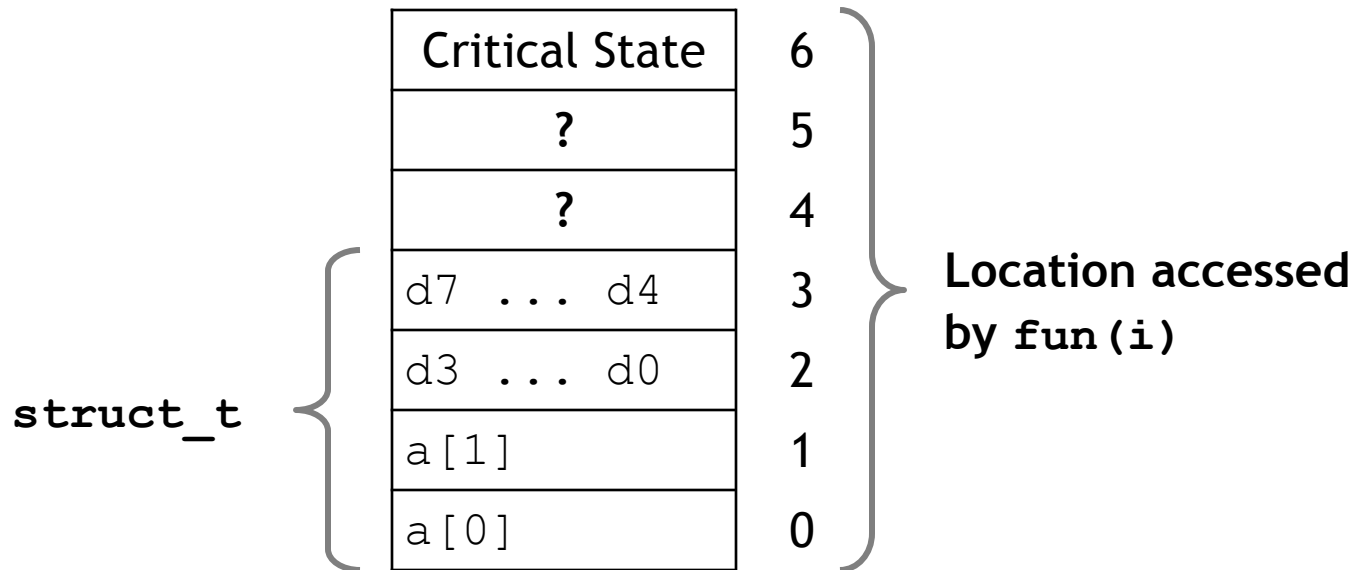 Critical State 6
? 5
? 4
d7 ... d4 3
d3 ... d0 2
a[1] 1
a[0] 0
struct_t
Location accessed
by fun(i)